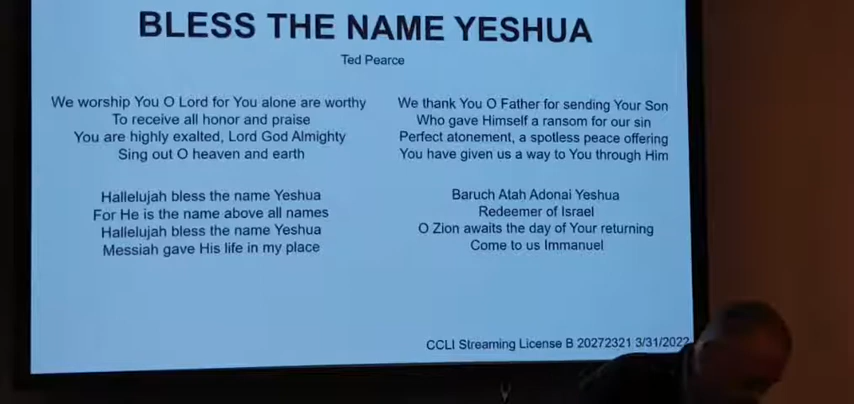 BLESS THE NAME YESHUA
Ted Pearce
We worship You O Lord for You alone are worthy
To receive all honor and praise
You are highly exalted, Lord God Almighty
Sing out O heaven and earth
Hallelujah bless the name Yeshua
For He is the name above all names
Hallelujah bless the name Yeshua
Messiah gave His life in my place
We thank You O Father for sending Your Son
Who gave Himself a ransom for our sin
Perfect atonement, a spotless peace offering
You have given us a way to You through Him
Baruch Atah Adonai Yeshua
Redeemer of Israel
O Zion awaits the day of Your returning
Come to us Immanuel
CCLI Streaming License B 20272321 3/31/2022